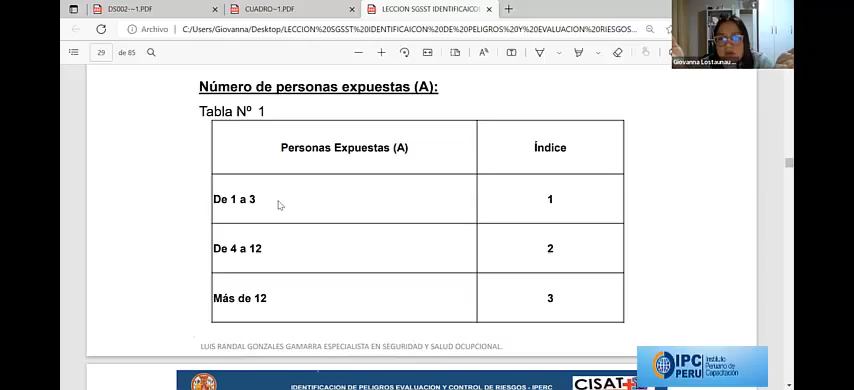 DS002-~1.PDF
CUADRO~1.PDF
LECCION SGSST IDENTIFICAICON
Archivo
C:/Users/Giovanna/Desktop/LECCION%20SGSST%20IDENTIFICAICON%20DE%20PELIGROS%20Y%20EVALUACION%20RIESGOS...
29
de 85
Giovanna Lostaunau ...
Número de personas expuestas (A):
Tabla Nº 1
Personas Expuestas (A)
Índice
De 1 a 3
1
De 4 a 12
2
Más de 12
3
LUIS RANDAL GONZALES GAMARRA ESPECIALISTA EN SEGURIDAD Y SALUD OCUPACIONAL.
IPC
PERU
Instituto
Peruano de
Capacitación
IDENTIFICACION DE PELIGROS EVALUACION Y CONTROL DE RIESGOS - IPERC
CISAT